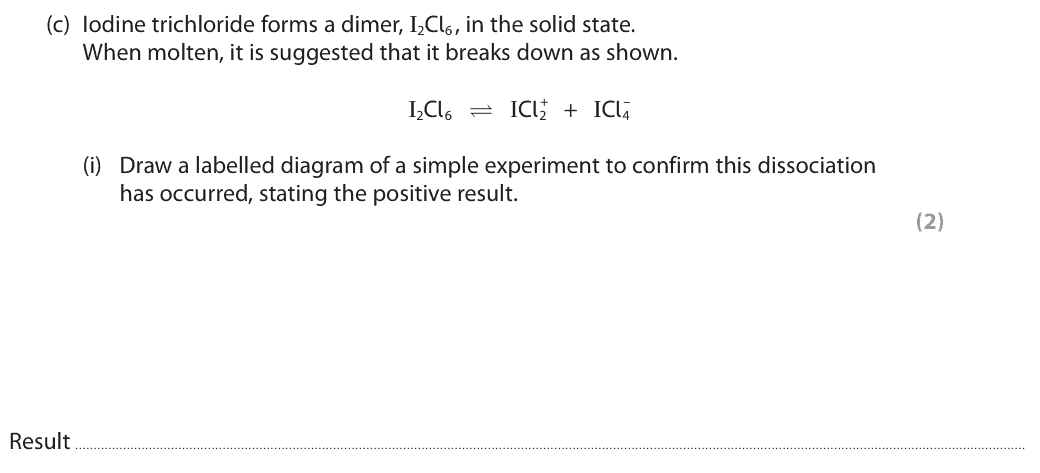 (c) Iodine trichloride forms a dimer, I₂Cl₆, in the solid state.
When molten, it is suggested that it breaks down as shown.
I₂Cl₆ ⇌ ICl₂⁺ + ICl₄⁻
(i) Draw a labelled diagram of a simple experiment to confirm this dissociation
has occurred, stating the positive result.
(2)
Result